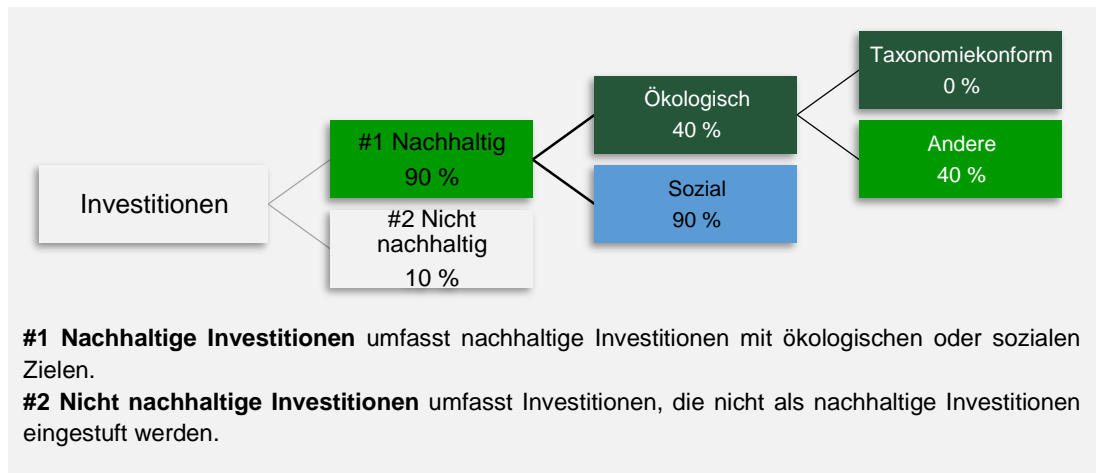 Investitionen
#1 Nachhaltig
90 %
#2 Nicht
nachhaltig
10 %
Ökologisch
40 %
Sozial
90 %
Taxonomiekonform
0 %
Andere
40 %
#1 Nachhaltige Investitionen umfasst nachhaltige Investitionen mit ökologischen oder sozialen
Zielen.
#2 Nicht nachhaltige Investitionen umfasst Investitionen, die nicht als nachhaltige Investitionen
eingestuft werden.